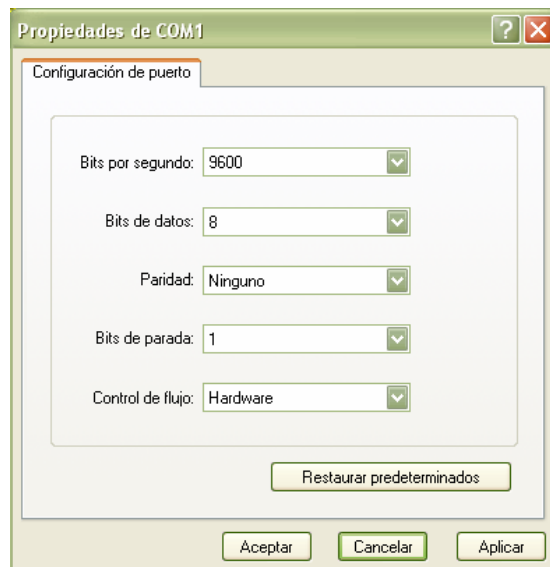 Propiedades de COM1
Configuración de puerto
Bits por segundo: 9600
Bits de datos: 8
Paridad: Ninguno
Bits de parada: 1
Control de flujo: Hardware
Restaurar predeterminados
Aceptar Cancelar Aplicar